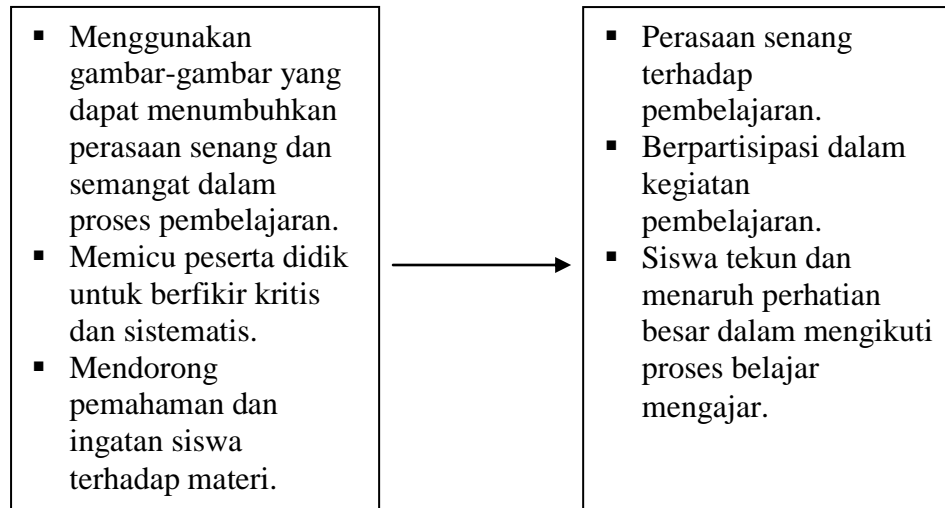 ▪ Menggunakan
gambar-gambar yang
dapat menumbuhkan
perasaan senang dan
semangat dalam
proses pembelajaran.
▪ Memicu peserta didik
untuk berfikir kritis
dan sistematis.
▪ Mendorong
pemahaman dan
ingatan siswa
terhadap materi.
▪ Perasaan senang
terhadap
pembelajaran.
▪ Berpartisipasi dalam
kegiatan
pembelajaran.
▪ Siswa tekun dan
menaruh perhatian
besar dalam mengikuti
proses belajar
mengajar.